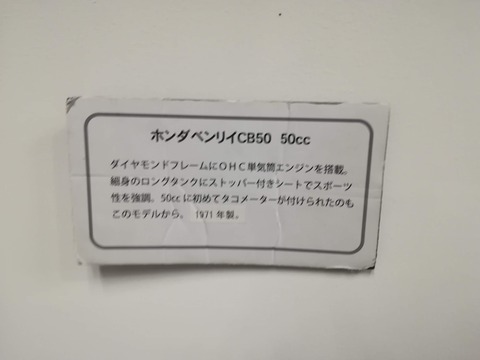 ホンダベンリイCB50 50cc
ダイヤモンドフレームにOHC単気筒エンジンを搭載。
細身のロングタンクにストッパー付きシートでスポーツ
性を強調。50ccに初めてタコメーターが付けられたのも
このモデルから。 1971年製。